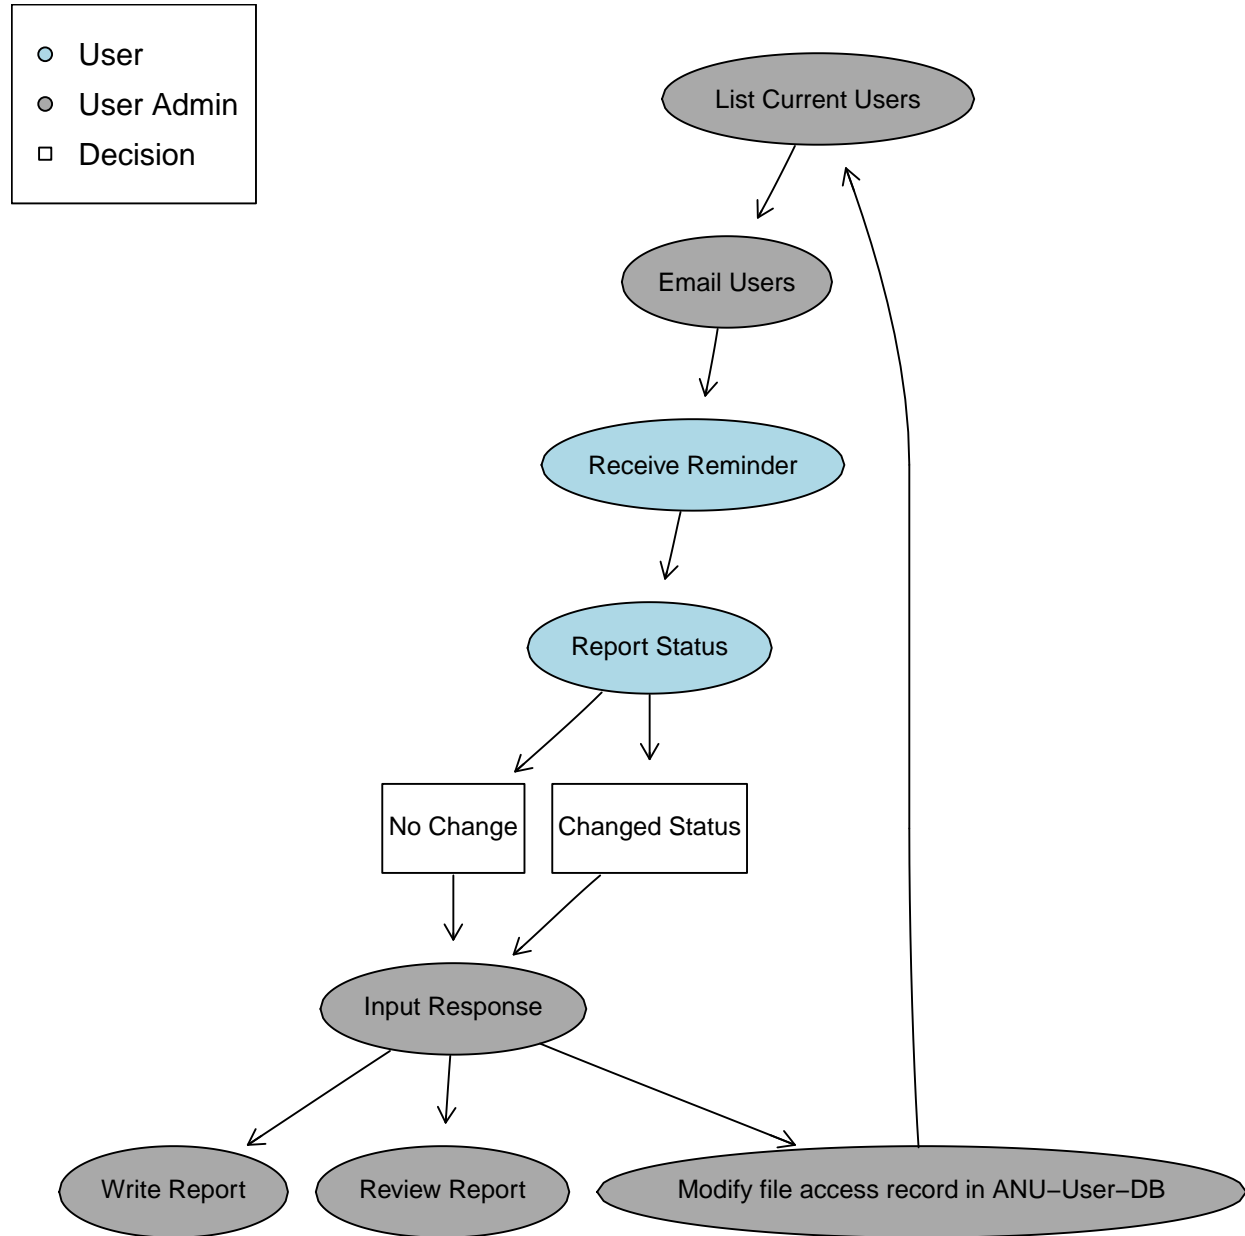 User
User Admin
Decision
List Current Users
Email Users
Receive Reminder
Report Status
No Change
Changed Status
Input Response
Write Report
Review Report
Modify file access record in ANU−User−DB